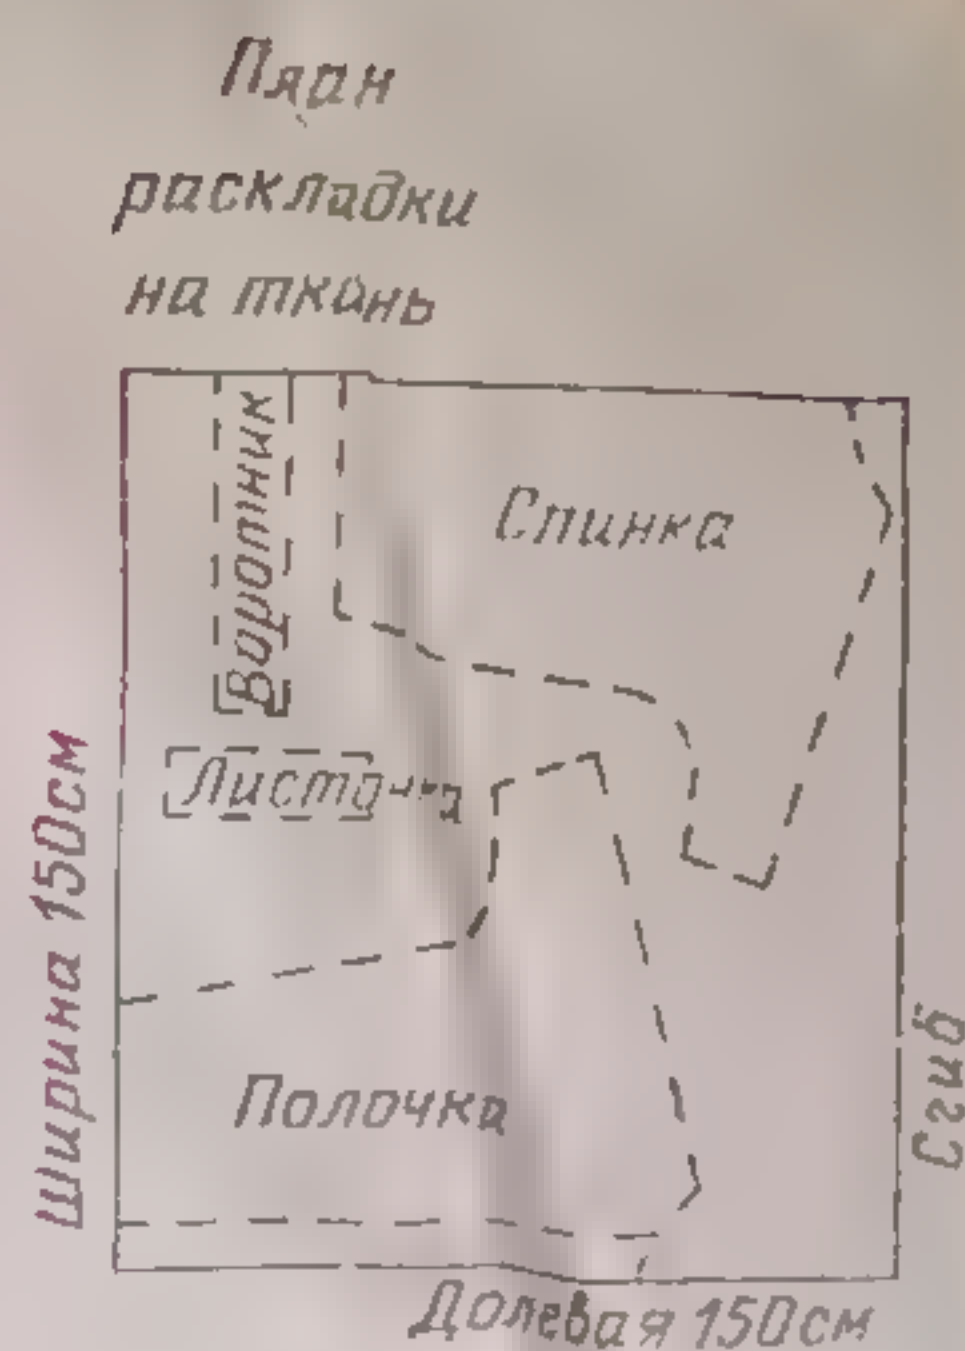 План
раскладки
на ткань
Воротник
Спинка
Листочка
Ширина 150см
Полочка
Сгиб
Долевая 150см